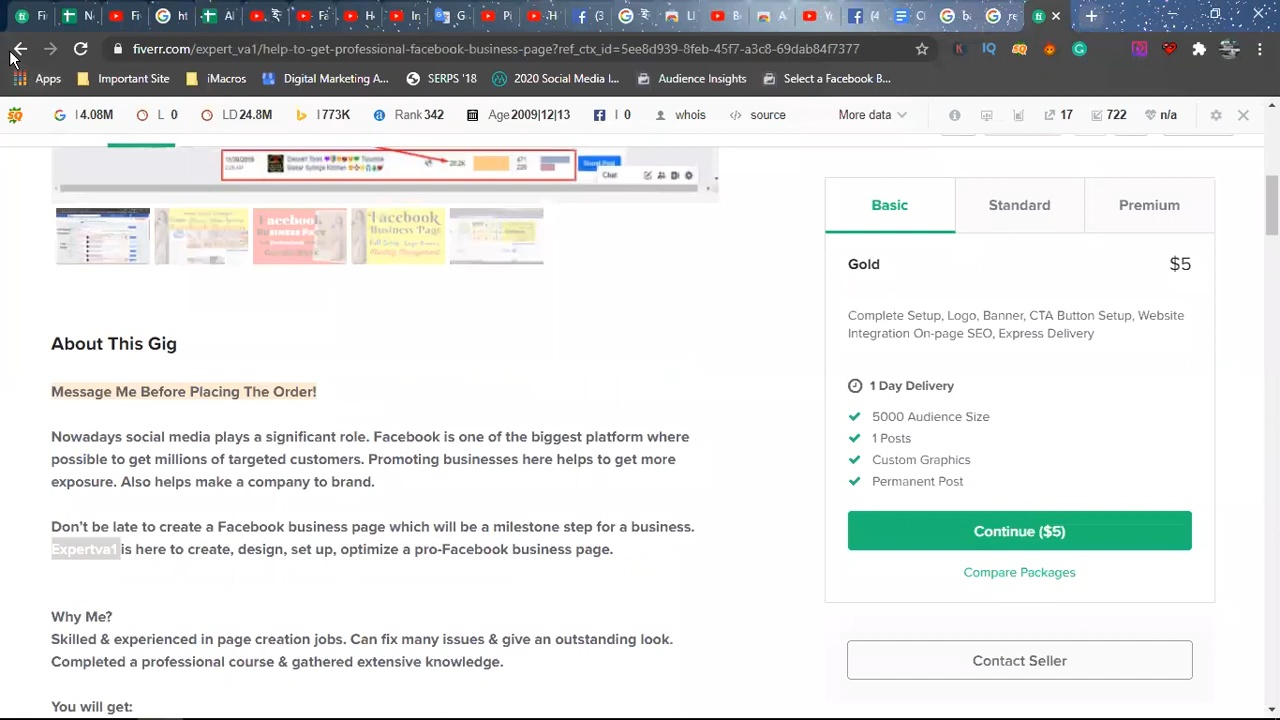 fiverr.com/expert_va1/help-to-get-professional-facebook-business-page?ref_ctx_id=5ee8d939-8feb-45f7-a3c8-69dab84f7377
Apps Important Site iMacros Digital Marketing A... SERPS '18 2020 Social Media I... Audience Insights Select a Facebook B...
I 4.08M L 0 LD 24.8M I 773K Rank 342 Age 2009|12|13 I 0 whois source More data 17 722 n/a
Chat
Basic Standard Premium
Gold $5
Complete Setup, Logo, Banner, CTA Button Setup, Website
Integration On-page SEO, Express Delivery
1 Day Delivery
5000 Audience Size
1 Posts
Custom Graphics
Permanent Post
Continue ($5)
Compare Packages
Contact Seller
Facebook
Business Page
About This Gig
Message Me Before Placing The Order!
Nowadays social media plays a significant role. Facebook is one of the biggest platform where
possible to get millions of targeted customers. Promoting businesses here helps to get more
exposure. Also helps make a company to brand.
Don't be late to create a Facebook business page which will be a milestone step for a business.
Expertva1 is here to create, design, set up, optimize a pro-Facebook business page.
Why Me?
Skilled & experienced in page creation jobs. Can fix many issues & give an outstanding look.
Completed a professional course & gathered extensive knowledge.
You will get: